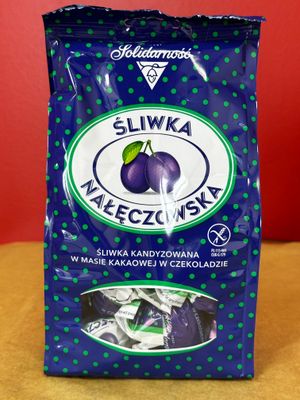 Solidarność
ŚLIWKA
NAŁĘCZOWSKA
ŚLIWKA KANDYZOWANA
W MASIE KAKAOWEJ W CZEKOLADZIE